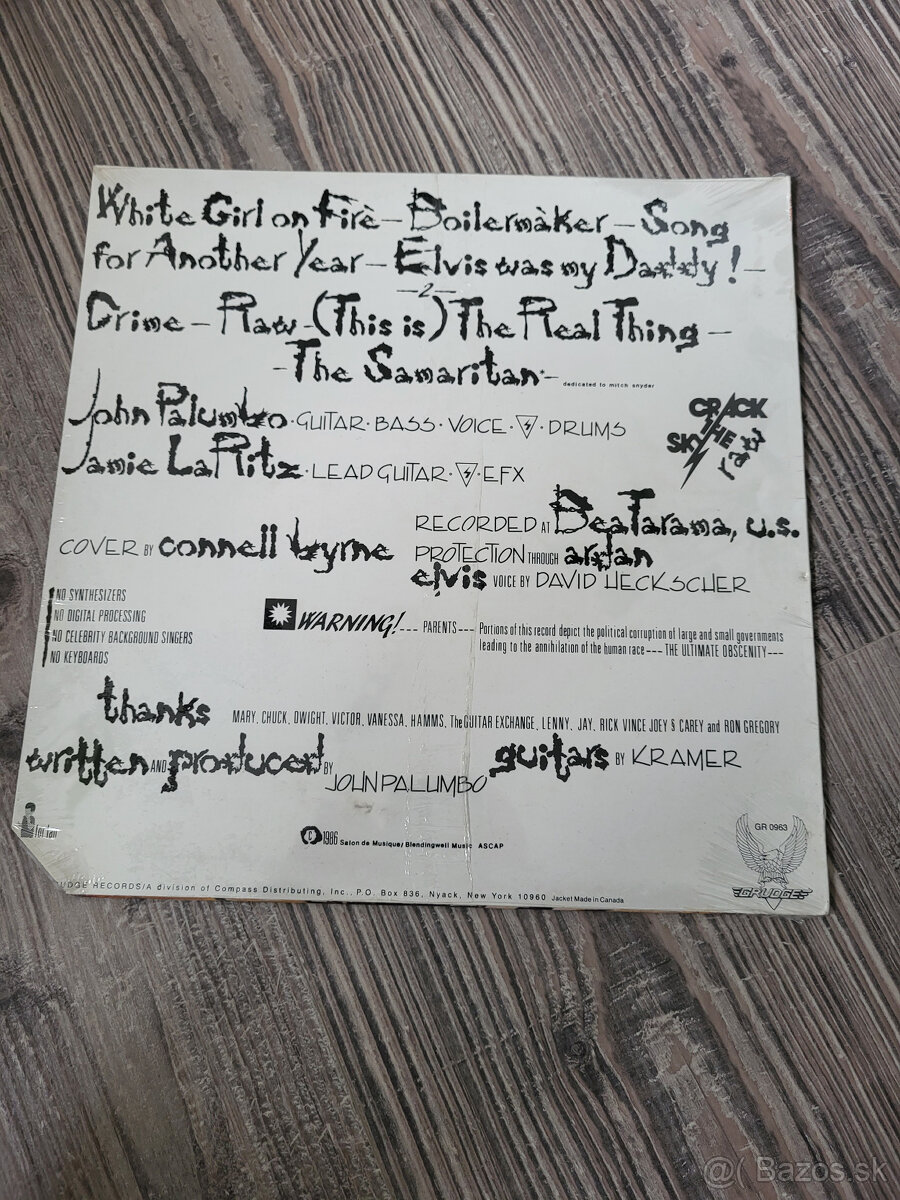 White Girl on Firè – Boilermàker – Song
for Another Year – Elvis was my Daddy! –
– 2 –
Crime – Raw – (This is) The Real Thing –
– The Samaritan –
dedicated to mitch snyder
John Palumbo · GUITAR · BASS · VOICE · DRUMS
Jamie LaRitz · LEAD GUITAR · EFX
CRACK
THE
SKY
raw
RECORDED AT BeaTarama, u.s.
COVER BY connell byrne
PROTECTION THROUGH
elvis VOICE BY DAVID HECKSCHER
NO SYNTHESIZERS
NO DIGITAL PROCESSING
NO CELEBRITY BACKGROUND SINGERS
NO KEYBOARDS
WARNING! --- PARENTS --- Portions of this record depict the political corruption of large and small governments
leading to the annihilation of the human race --- THE ULTIMATE OBSCENITY ---
thanks MARY, CHUCK, DWIGHT, VICTOR, VANESSA, HAMMS, The GUITAR EXCHANGE, LENNY, JAY, RICK VINCE JOEY & CAREY and RON GREGORY
written AND produced BY
JOHN PALUMBO
guitars BY KRAMER
© 1986 Salon de Musique/Blendingwell Music ASCAP
GR 0963
GRUDGE
UDGE RECORDS/A division of Compass Distributing, Inc., P.O. Box 836, Nyack, New York 10960 Jacket Made in Canada
@( Bazos.sk